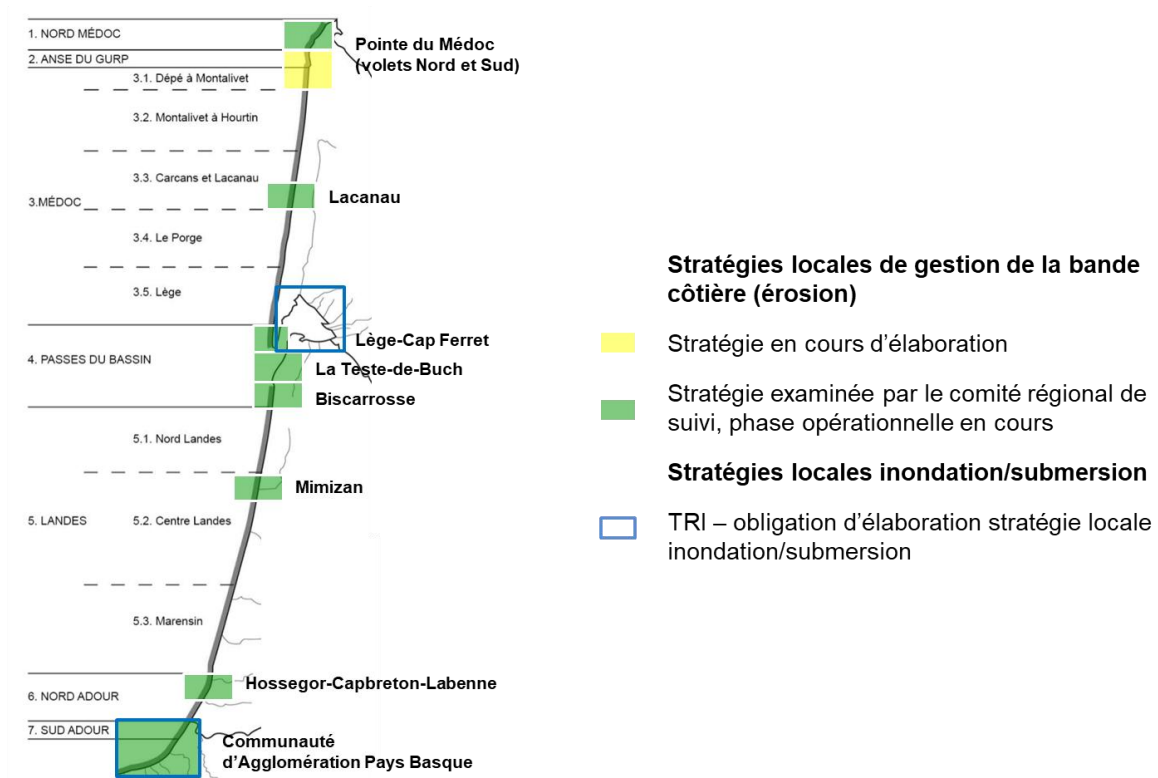 1. NORD MÉDOC
Pointe du Médoc
(volets Nord et Sud)
2. ANSE DU GURP
3.1. Dépé à Montalivet
3.2. Montalivet à Hourtin
3.3. Carcans et Lacanau
Lacanau
3.MÉDOC
3.4. Le Porge
3.5. Lège
Lège-Cap Ferret
4. PASSES DU BASSIN
La Teste-de-Buch
Biscarrosse
5.1. Nord Landes
Mimizan
5. LANDES
5.2. Centre Landes
5.3. Marensin
Hossegor-Capbreton-Labenne
6. NORD ADOUR
7. SUD ADOUR
Communauté
d'Agglomération Pays Basque
Stratégies locales de gestion de la bande
côtière (érosion)
Stratégie en cours d'élaboration
Stratégie examinée par le comité régional de
suivi, phase opérationnelle en cours
Stratégies locales inondation/submersion
TRI – obligation d'élaboration stratégie locale
inondation/submersion